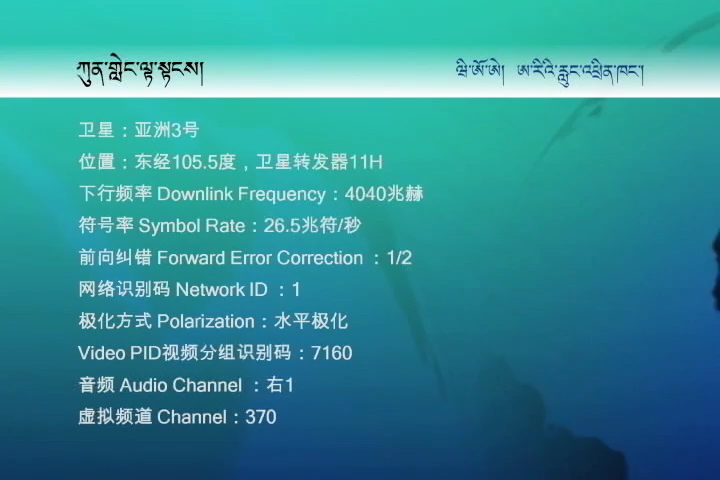 ཀུན་གླེང་ལྟ་སྟངས། ཝི་ཨོ་ཨེ། ཨ་རིའི་རླུང་འཕྲིན་ཁང་།
卫星：亚洲3号
位置：东经105.5度，卫星转发器11H
下行频率 Downlink Frequency：4040兆赫
符号率 Symbol Rate：26.5兆符/秒
前向纠错 Forward Error Correction ：1/2
网络识别码 Network ID ：1
极化方式 Polarization：水平极化
Video PID视频分组识别码：7160
音频 Audio Channel ：右1
虚拟频道 Channel：370